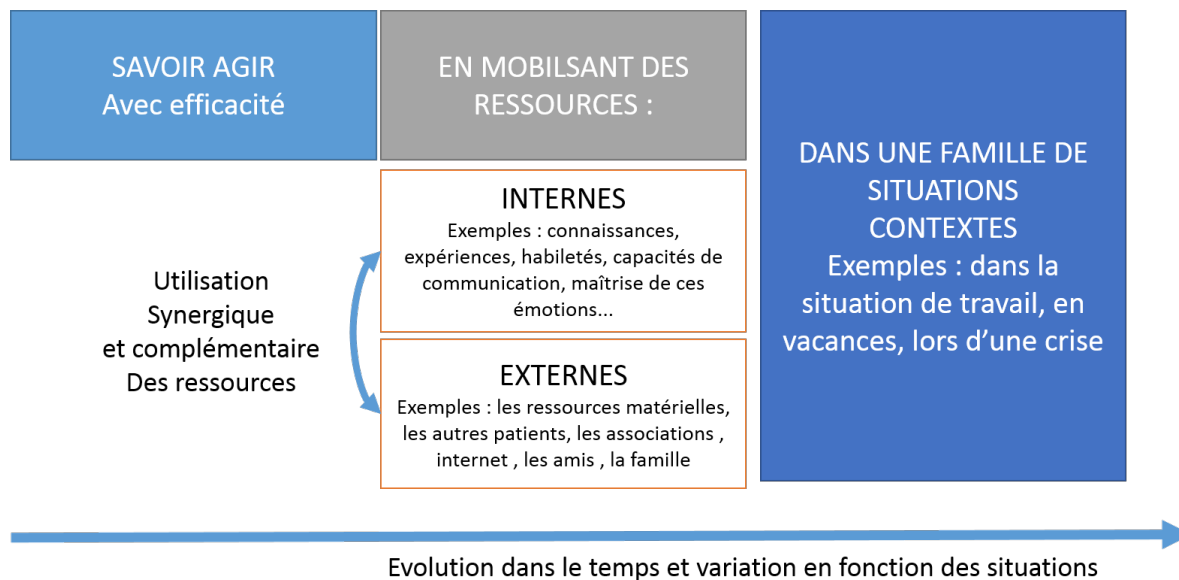 SAVOIR AGIR
Avec efficacité
EN MOBILSANT DES
RESSOURCES :
DANS UNE FAMILLE DE
SITUATIONS
CONTEXTES
Exemples : dans la
situation de travail, en
vacances, lors d’une crise
INTERNES
Exemples : connaissances,
expériences, habiletés, capacités de
communication, maîtrise de ces
émotions...
Utilisation
Synergique
et complémentaire
Des ressources
EXTERNES
Exemples : les ressources matérielles,
les autres patients, les associations ,
internet , les amis , la famille
Evolution dans le temps et variation en fonction des situations